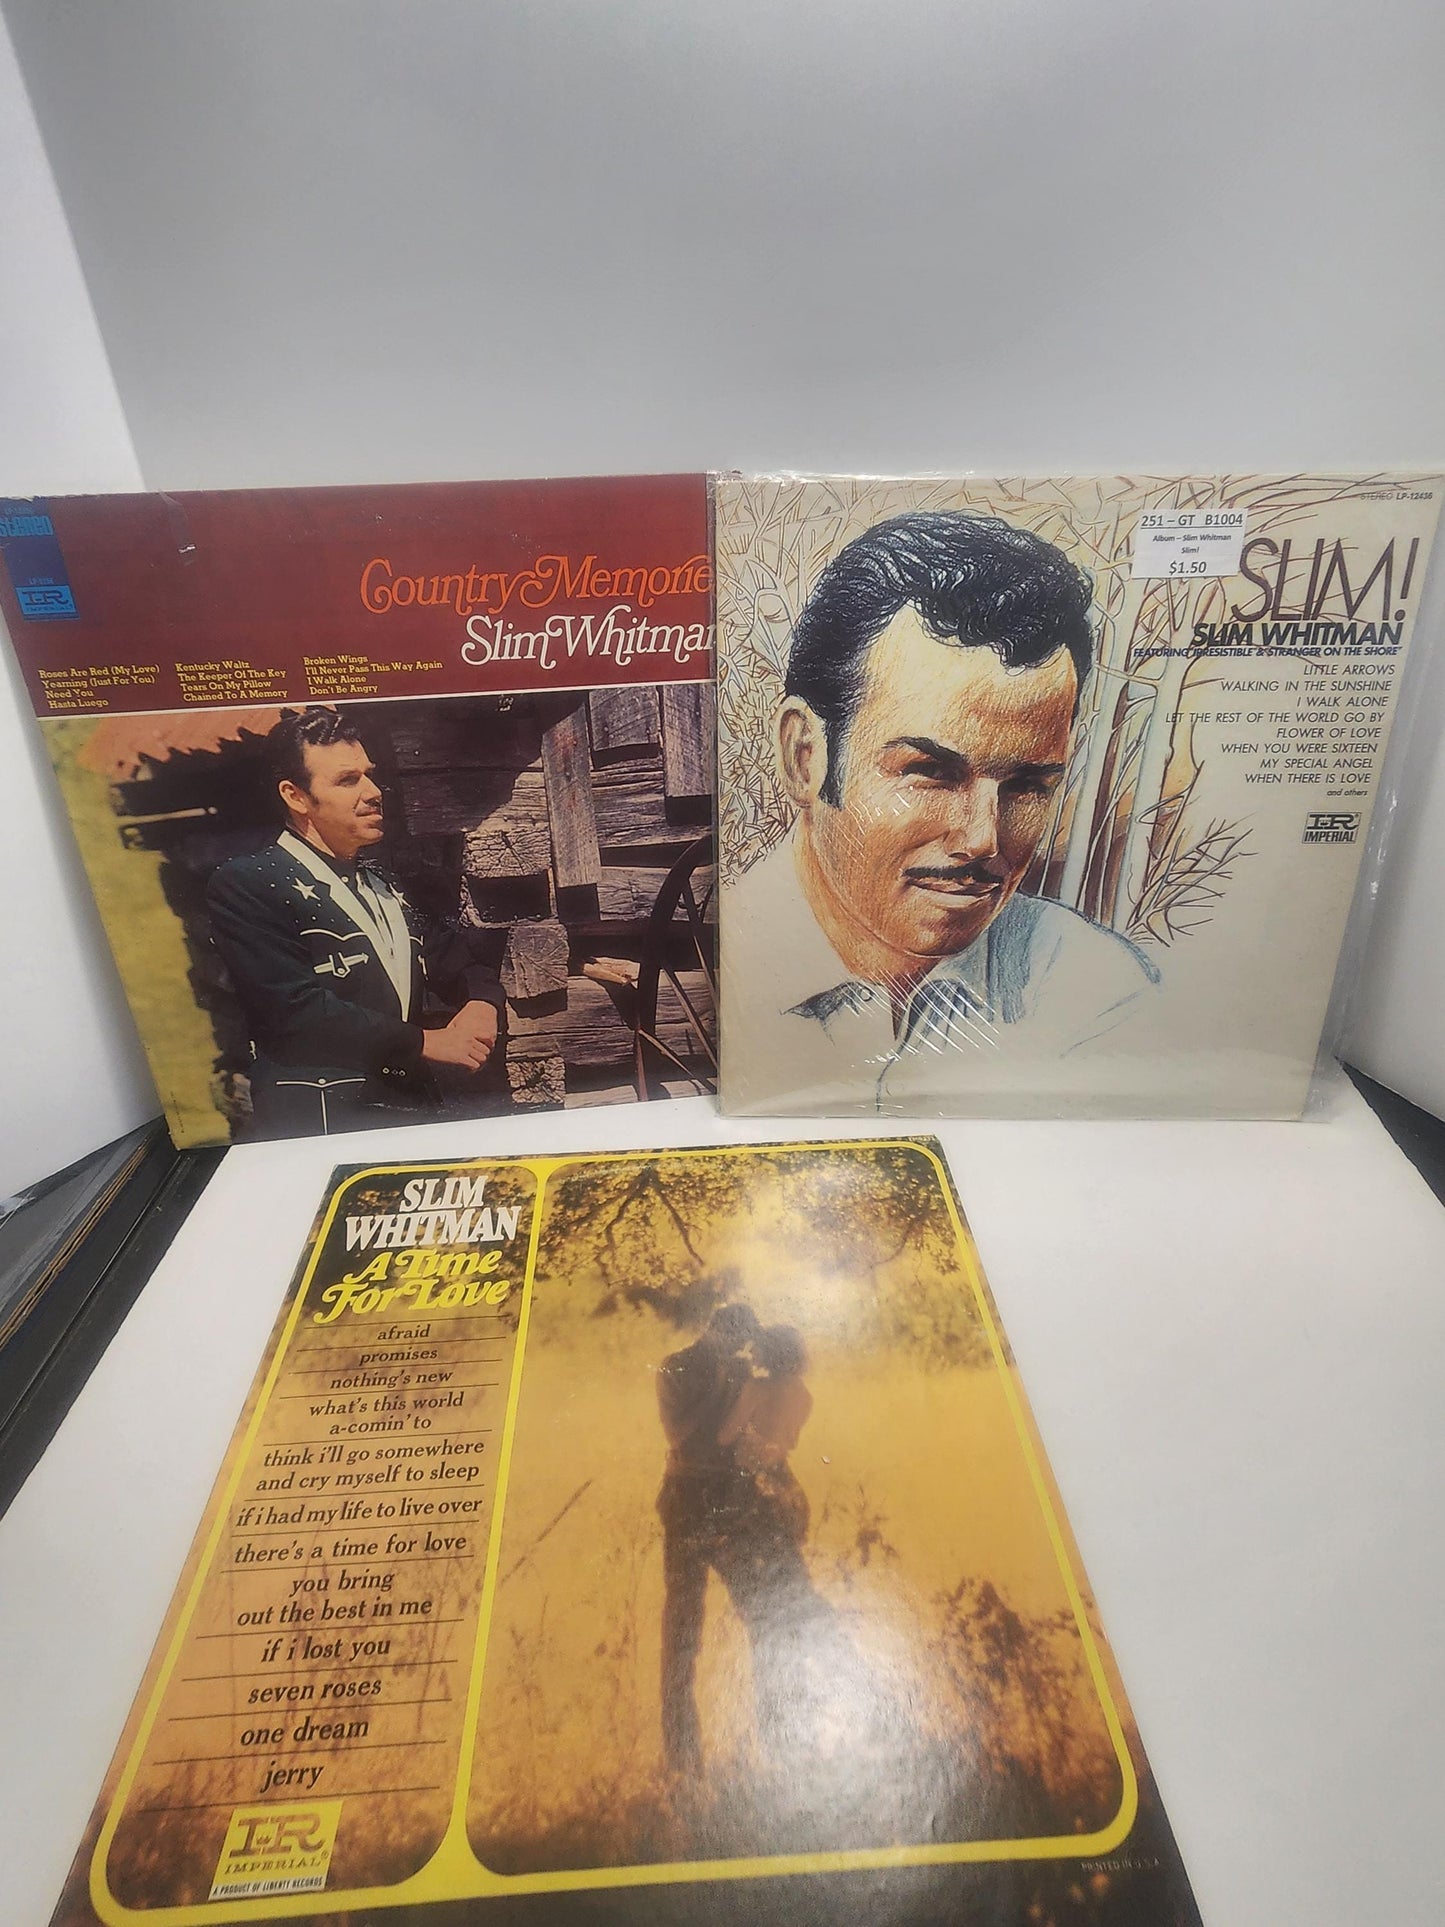 Stereo
IR
IMPERIAL
Country Memorie
Slim Whitman
Roses Are Red (My Love)
Yearning (Just For You)
Need You
Hasta Luego
Kentucky Waltz
The Keeper Of The Key
Tears On My Pillow
Chained To A Memory
Broken Wings
I'll Never Pass This Way Again
I Walk Alone
Don't Be Angry
STEREO LP-12436
251 – GT B1004
Album – Slim Whitman
Slim!
$1.50
SLIM!
SLIM WHITMAN
FEATURING "IRRESISTIBLE" & "STRANGER ON THE SHORE"
LITTLE ARROWS
WALKING IN THE SUNSHINE
I WALK ALONE
LET THE REST OF THE WORLD GO BY
FLOWER OF LOVE
WHEN YOU WERE SIXTEEN
MY SPECIAL ANGEL
WHEN THERE IS LOVE
and others
IR
IMPERIAL
SLIM
WHITMAN
A Time
For Love
afraid
promises
nothing's new
what's this world
a-comin' to
think i'll go somewhere
and cry myself to sleep
if i had my life to live over
there's a time for love
you bring
out the best in me
if i lost you
seven roses
one dream
jerry
IR
IMPERIAL®
A PRODUCT OF LIBERTY RECORDS
PRINTED IN U.S.A.